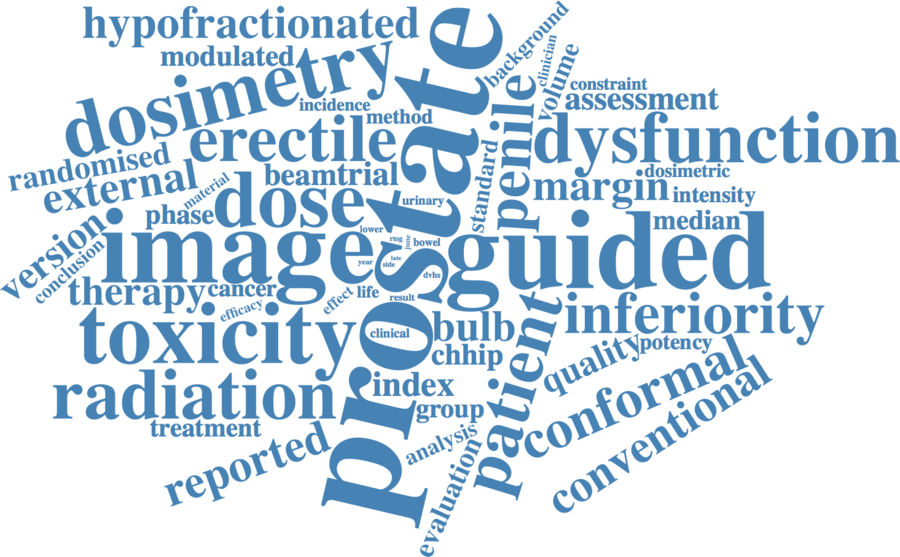 hypofractionated
modulated
background
clinician
volume
constraint
dosimetry
incidence
method
assessment
prostate
penile
erectile
dysfunction
randomised
external
material
beamtrial
standard
dosimetric
margin
intensity
phase
dose
urinary
median
version
conclusion
image
lower
rtog
june
bowel
guided
year
late
side
dvhs
therapy
cancer
efficacy
effect
life
result
toxicity
clinical
bulb
inferiority
chhip
patient
quality
potency
radiation
index
conformal
group
conventional
treatment
reported
analysis
evaluation